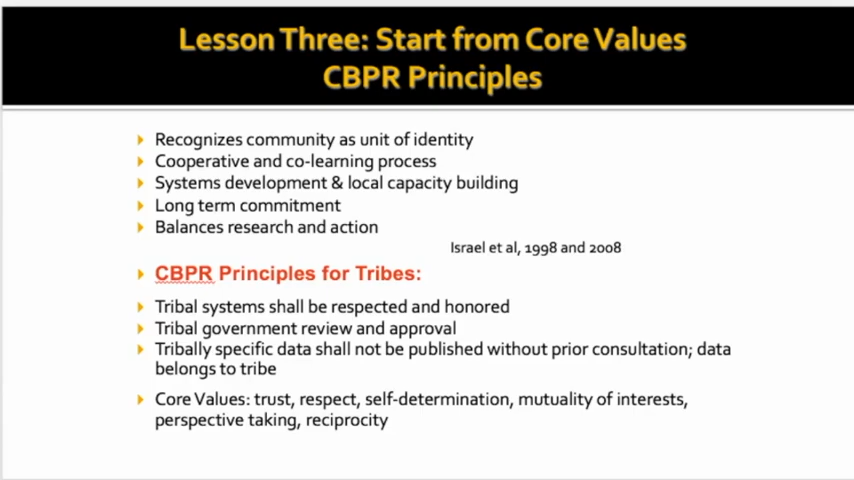 Lesson Three: Start from Core Values
CBPR Principles
Recognizes community as unit of identity
Cooperative and co-learning process
Systems development & local capacity building
Long term commitment
Balances research and action
Israel et al, 1998 and 2008
CBPR Principles for Tribes:
Tribal systems shall be respected and honored
Tribal government review and approval
Tribally specific data shall not be published without prior consultation; data
belongs to tribe
Core Values: trust, respect, self-determination, mutuality of interests,
perspective taking, reciprocity